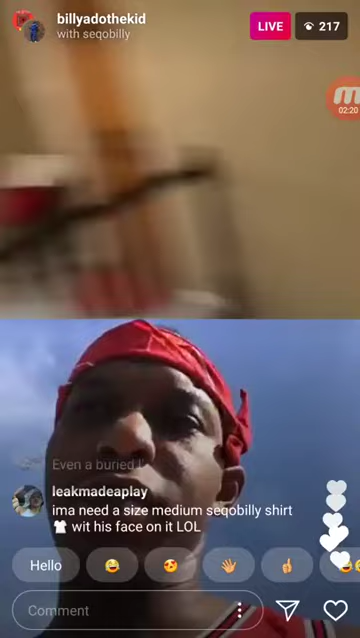 billyadothekid
with seqobilly
LIVE
217
02:20
Even a buried
leakmadeaplay
ima need a size medium seqobilly shirt
👕 wit his face on it LOL
Hello
Comment